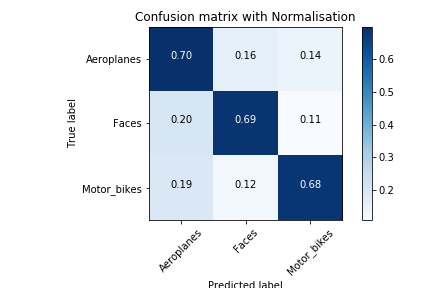 Confusion matrix with Normalisation
True label
Aeroplanes 0.70 0.16 0.14
Faces 0.20 0.69 0.11
Motor_bikes 0.19 0.12 0.68
Aeroplanes Faces Motor_bikes
Predicted label
0.6
0.5
0.4
0.3
0.2